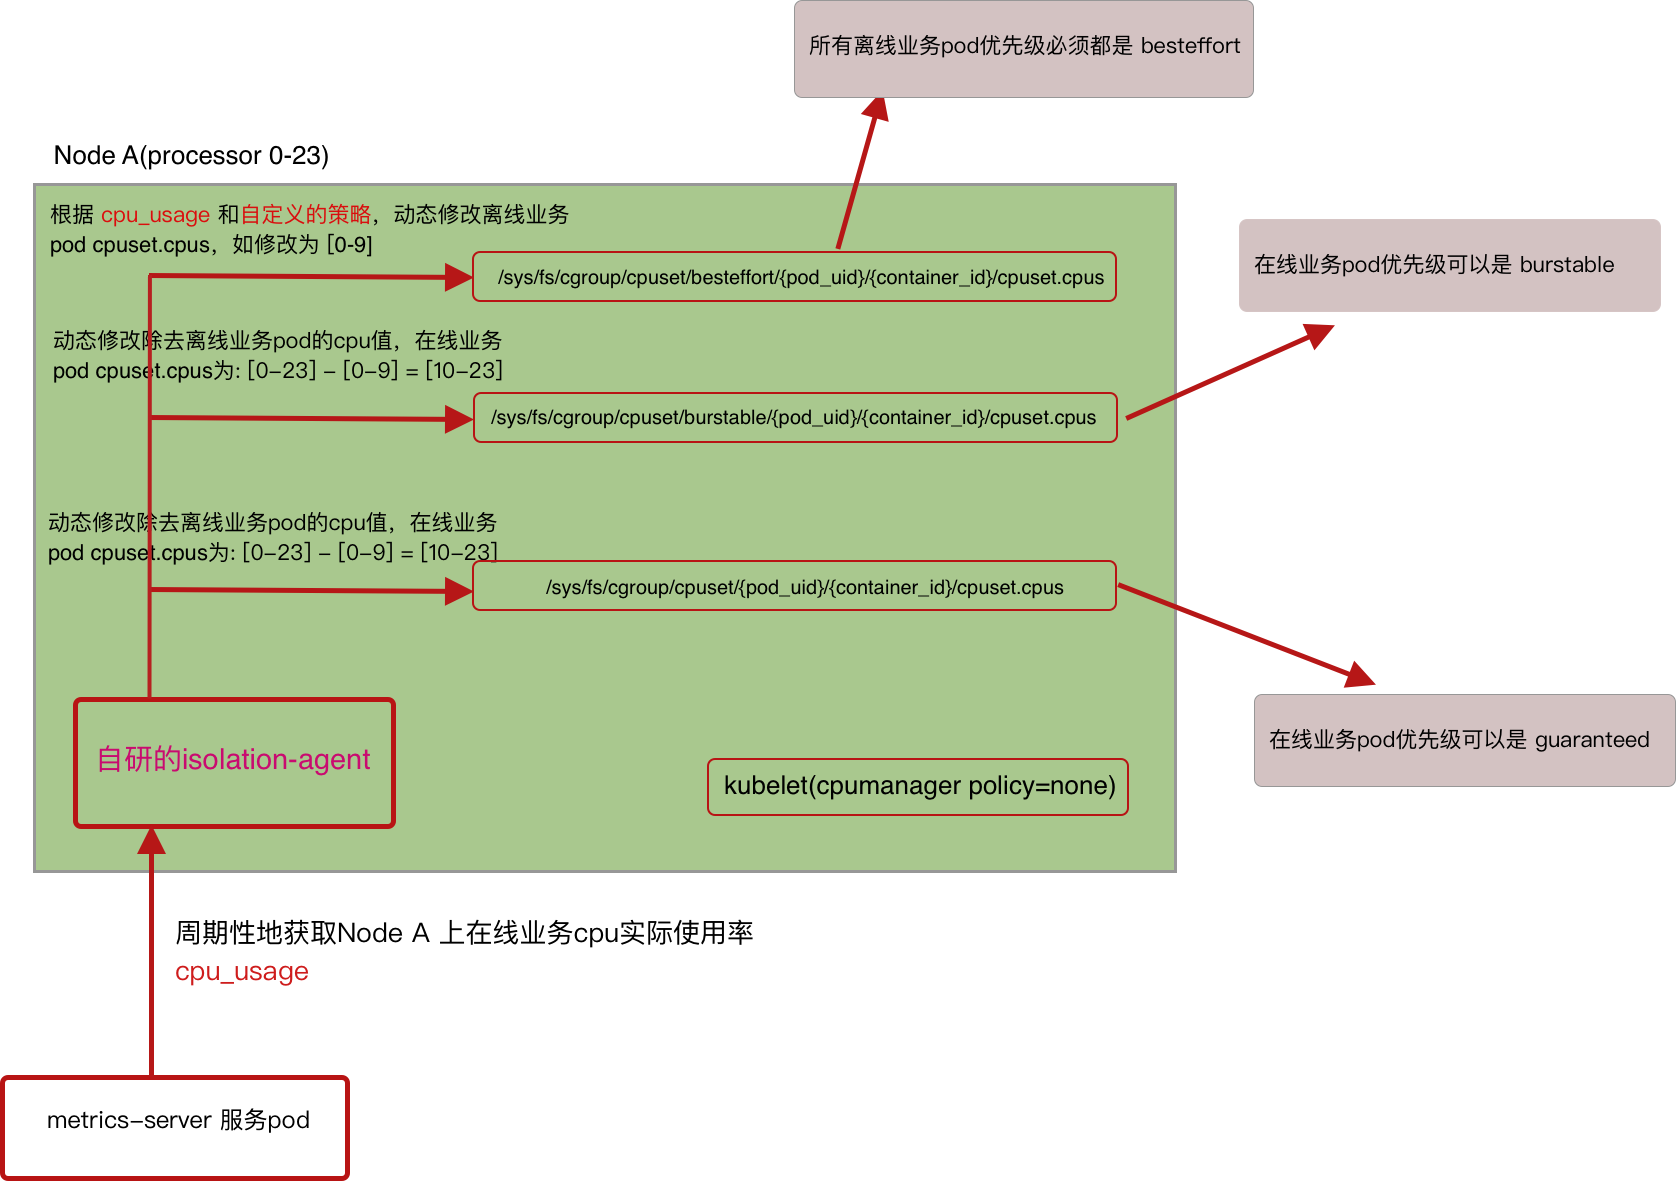 所有离线业务pod优先级必须都是 besteffort
Node A(processor 0-23)
根据 cpu_usage 和自定义的策略，动态修改离线业务
pod cpuset.cpus，如修改为 [0-9]
/sys/fs/cgroup/cpuset/besteffort/{pod_uid}/{container_id}/cpuset.cpus
在线业务pod优先级可以是 burstable
动态修改除去离线业务pod的cpu值，在线业务
pod cpuset.cpus为: [0-23] - [0-9] = [10-23]
/sys/fs/cgroup/cpuset/burstable/{pod_uid}/{container_id}/cpuset.cpus
动态修改除去离线业务pod的cpu值，在线业务
pod cpuset.cpus为: [0-23] - [0-9] = [10-23]
/sys/fs/cgroup/cpuset/{pod_uid}/{container_id}/cpuset.cpus
在线业务pod优先级可以是 guaranteed
自研的isolation-agent
kubelet(cpumanager policy=none)
周期性地获取Node A 上在线业务cpu实际使用率
cpu_usage
metrics-server 服务pod